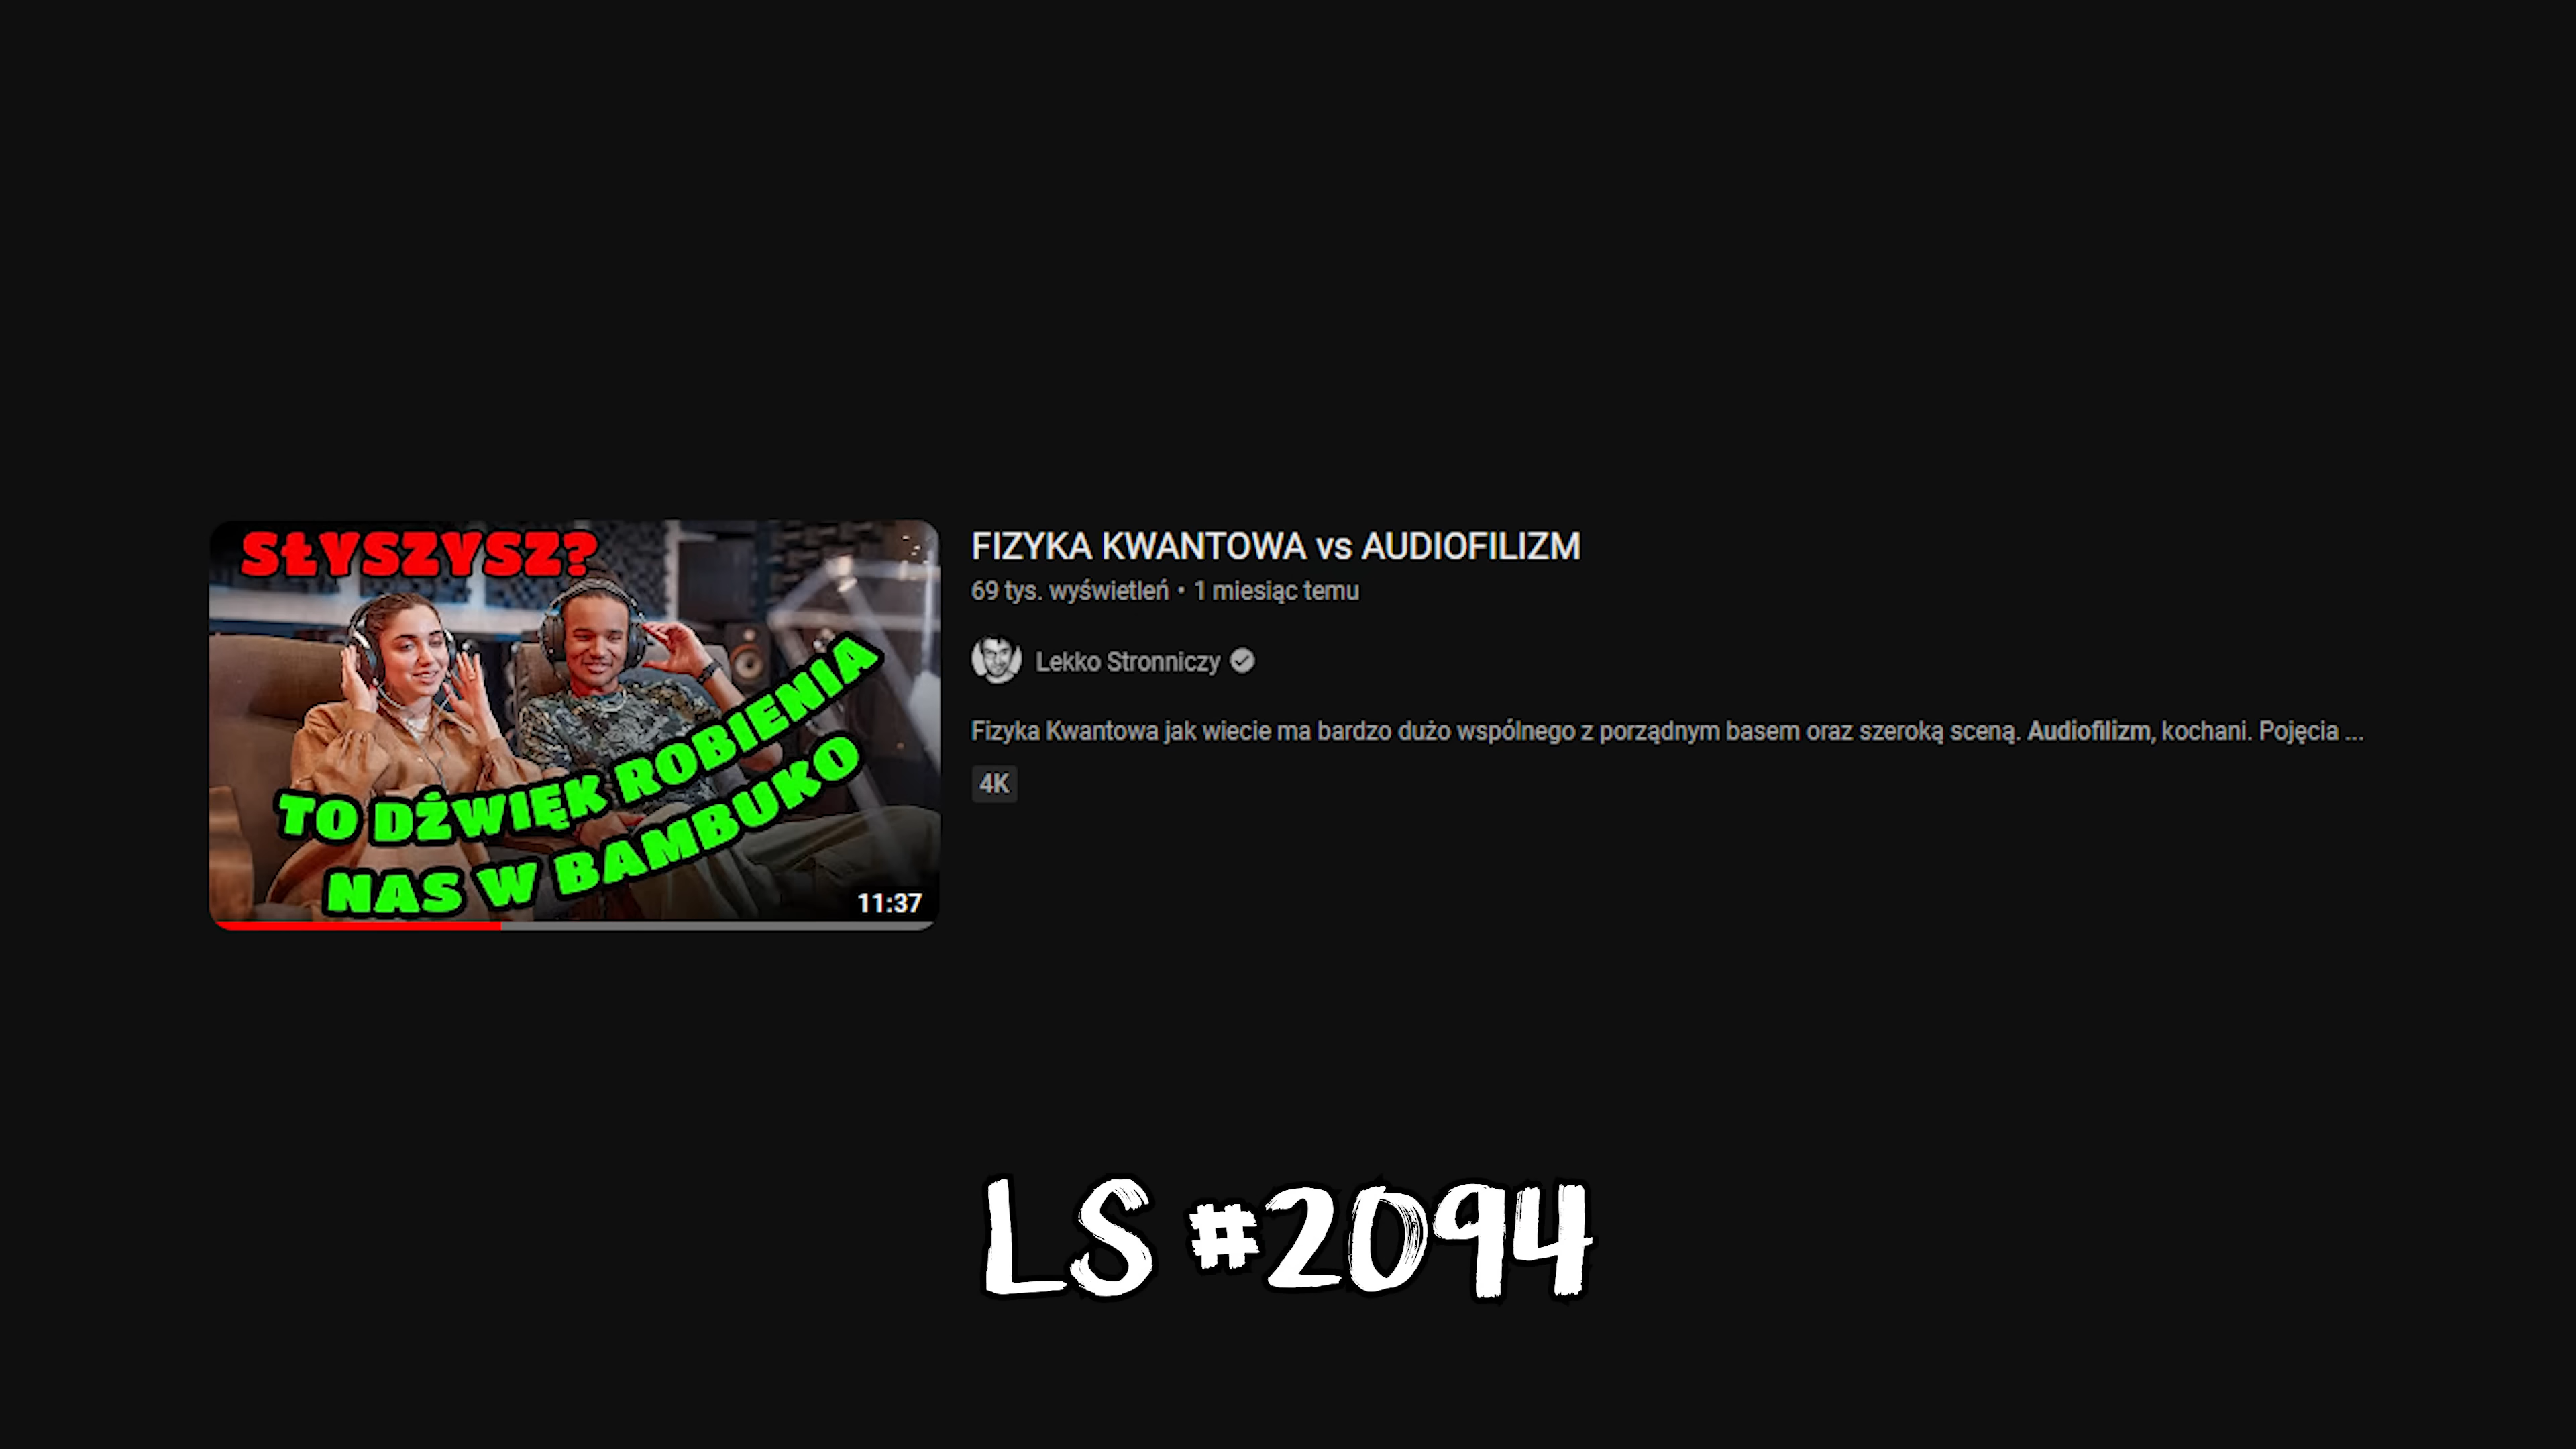 SŁYSZYSZ?
TO DŹWIĘK ROBIENIA
NAS W BAMBUKO
11:37
FIZYKA KWANTOWA vs AUDIOFILIZM
69 tys. wyświetleń • 1 miesiąc temu
Lekko Stronniczy
Fizyka Kwantowa jak wiecie ma bardzo dużo wspólnego z porządnym basem oraz szeroką sceną. Audiofilizm, kochani. Pojęcia ...
4K
LS #2094